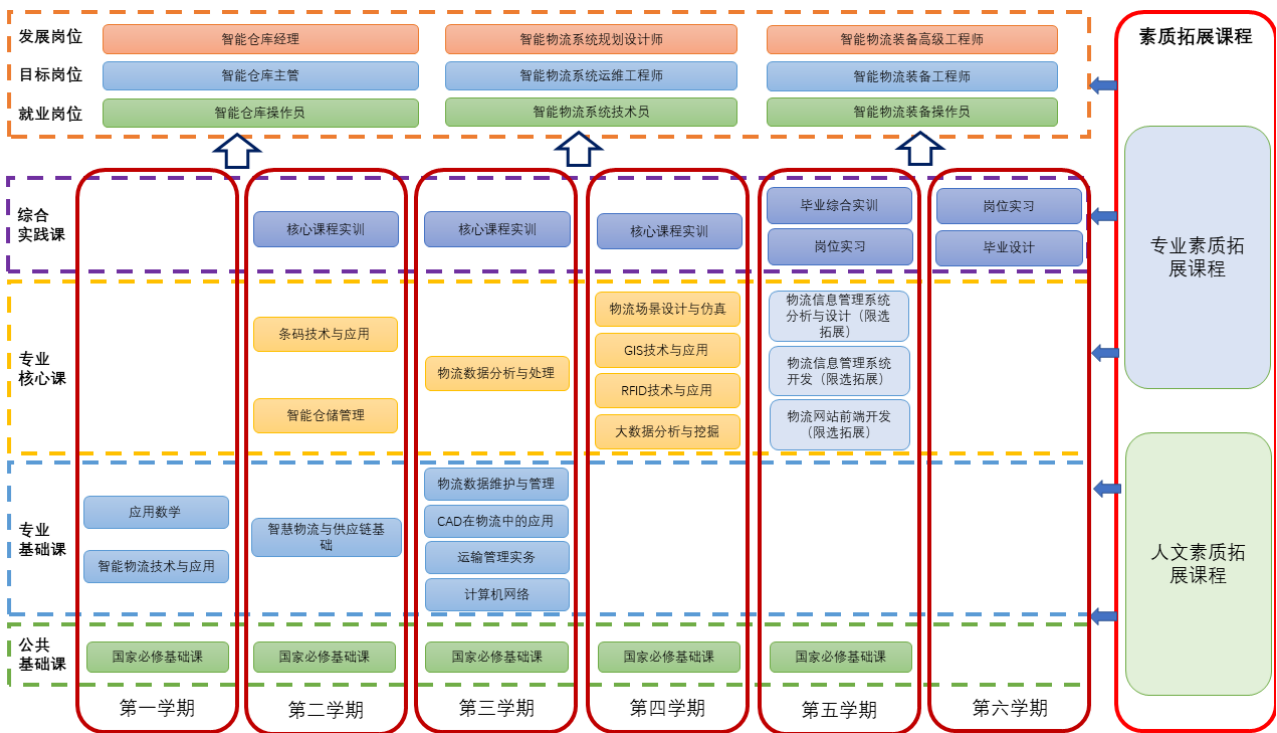 发展岗位
智能仓库经理
智能物流系统规划设计师
智能物流装备高级工程师
目标岗位
智能仓库主管
智能物流系统运维工程师
智能物流装备工程师
就业岗位
智能仓库操作员
智能物流系统技术员
智能物流装备操作员
综合
实践课
核心课程实训
核心课程实训
核心课程实训
毕业综合实训
岗位实习
岗位实习
毕业设计
专业
核心课
条码技术与应用
智能仓储管理
物流数据分析与处理
物流场景设计与仿真
GIS技术与应用
RFID技术与应用
大数据分析与挖掘
物流信息管理系统
分析与设计（限选
拓展）
物流信息管理系统
开发（限选拓展）
物流网站前端开发
（限选拓展）
专业
基础课
应用数学
智能物流技术与应用
智慧物流与供应链基
础
物流数据维护与管理
CAD在物流中的应用
运输管理实务
计算机网络
公共
基础课
国家必修基础课
国家必修基础课
国家必修基础课
国家必修基础课
国家必修基础课
第一学期
第二学期
第三学期
第四学期
第五学期
第六学期
素质拓展课程
专业素质拓
展课程
人文素质拓
展课程